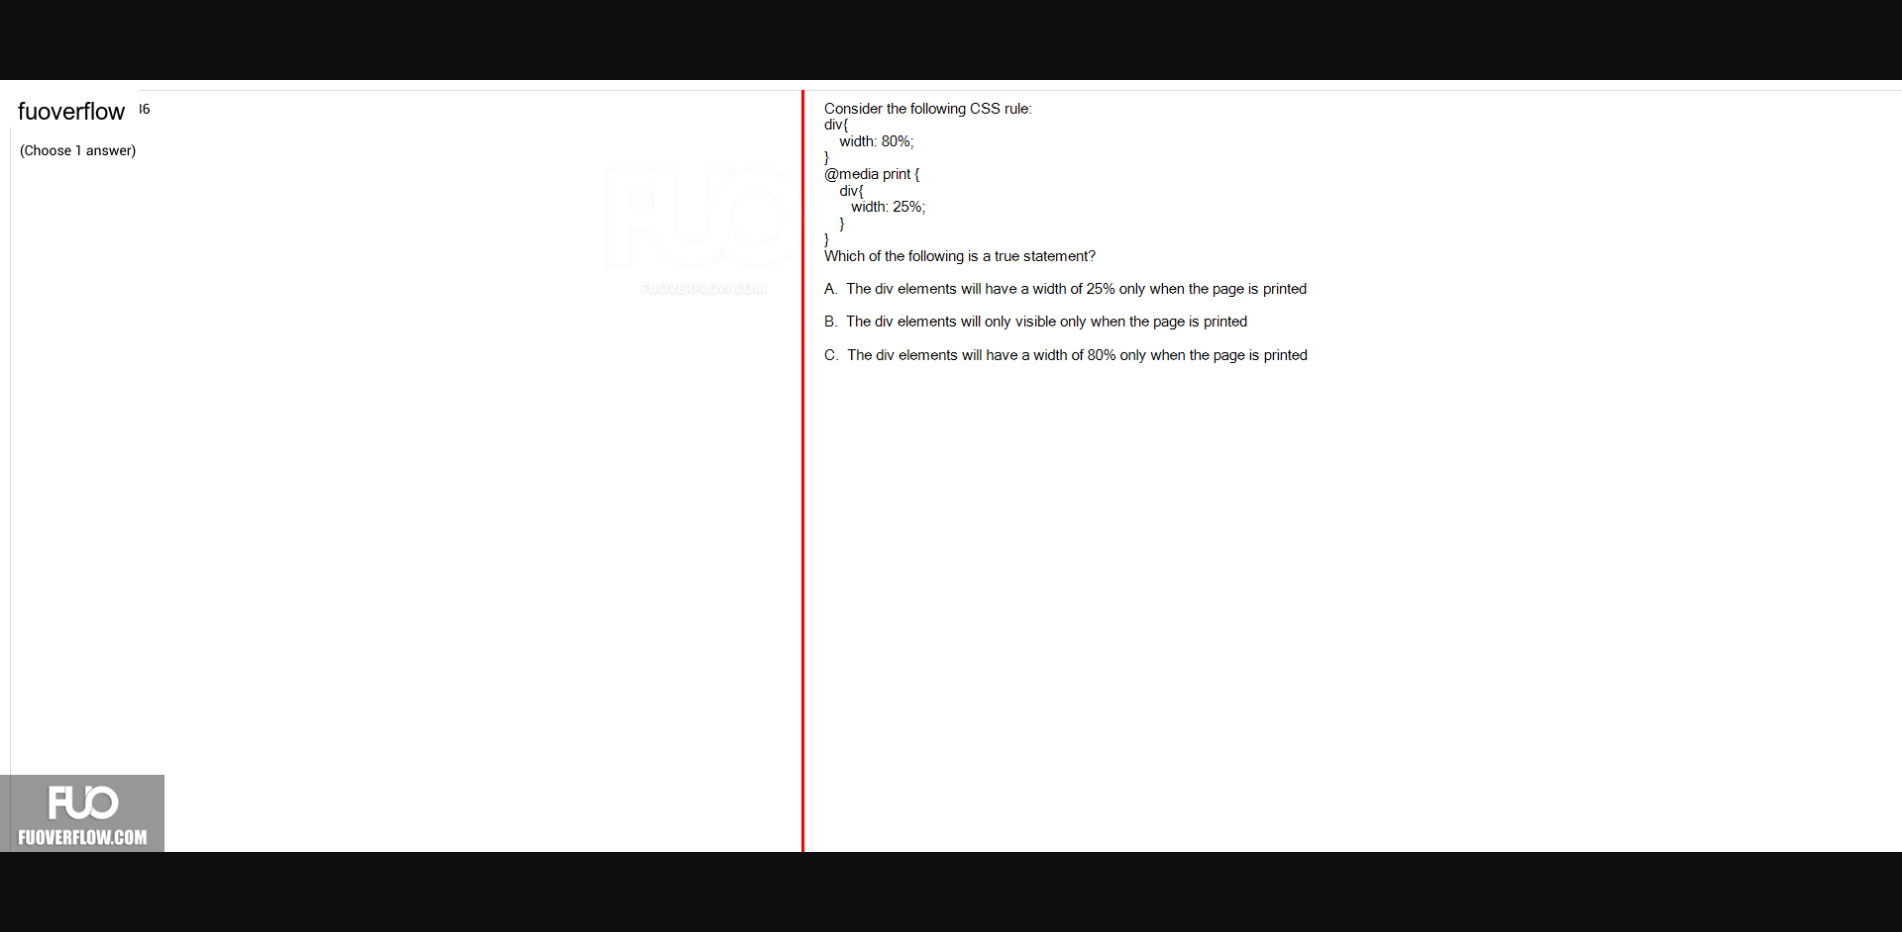 fuoverflow
36
(Choose 1 answer)
FUO
FUOVERFLOW.COM
Consider the following CSS rule:
div{
width: 80%;
}
@media print {
div{
width: 25%;
}
}
Which of the following is a true statement?
A. The div elements will have a width of 25% only when the page is printed
B. The div elements will only visible only when the page is printed
C. The div elements will have a width of 80% only when the page is printed
FUO
FUOVERFLOW.COM